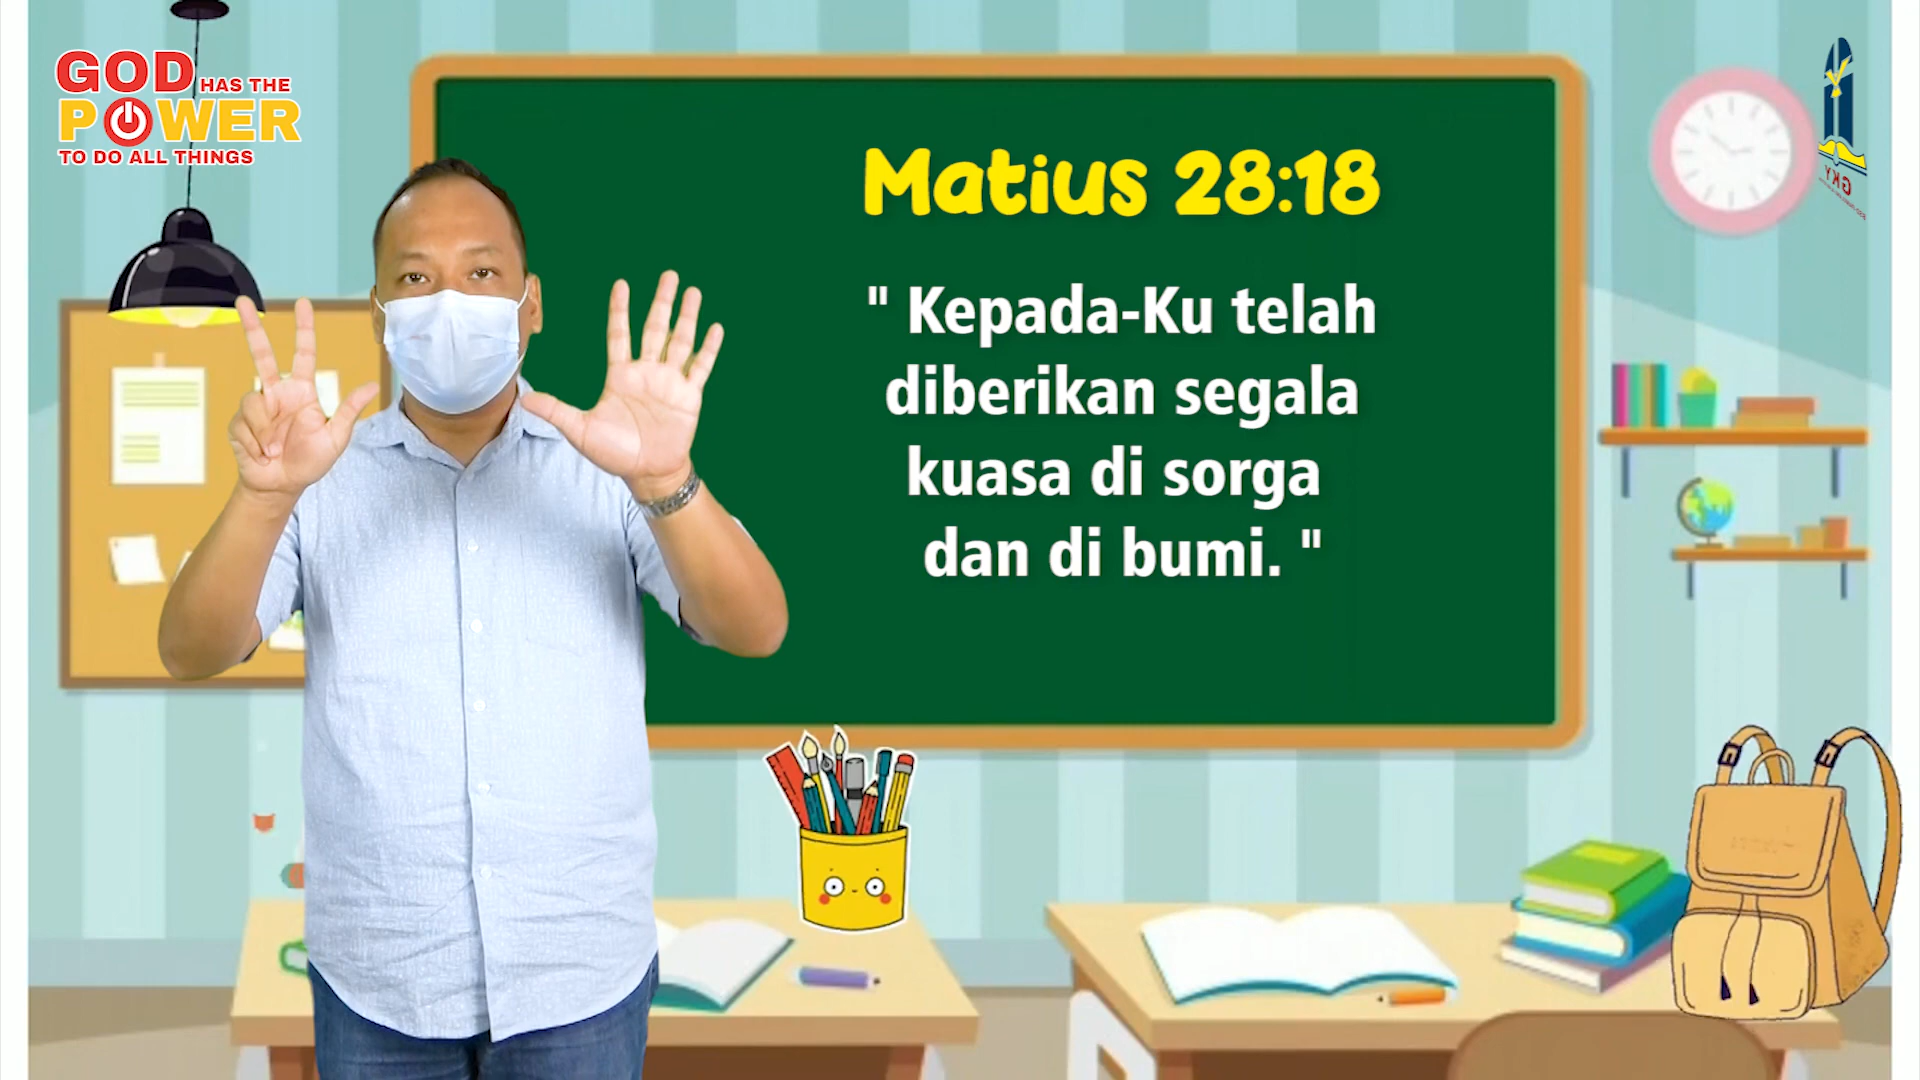 GOD HAS THE
POWER
TO DO ALL THINGS
Matius 28:18
" Kepada-Ku telah
diberikan segala
kuasa di sorga
dan di bumi. "
GKY